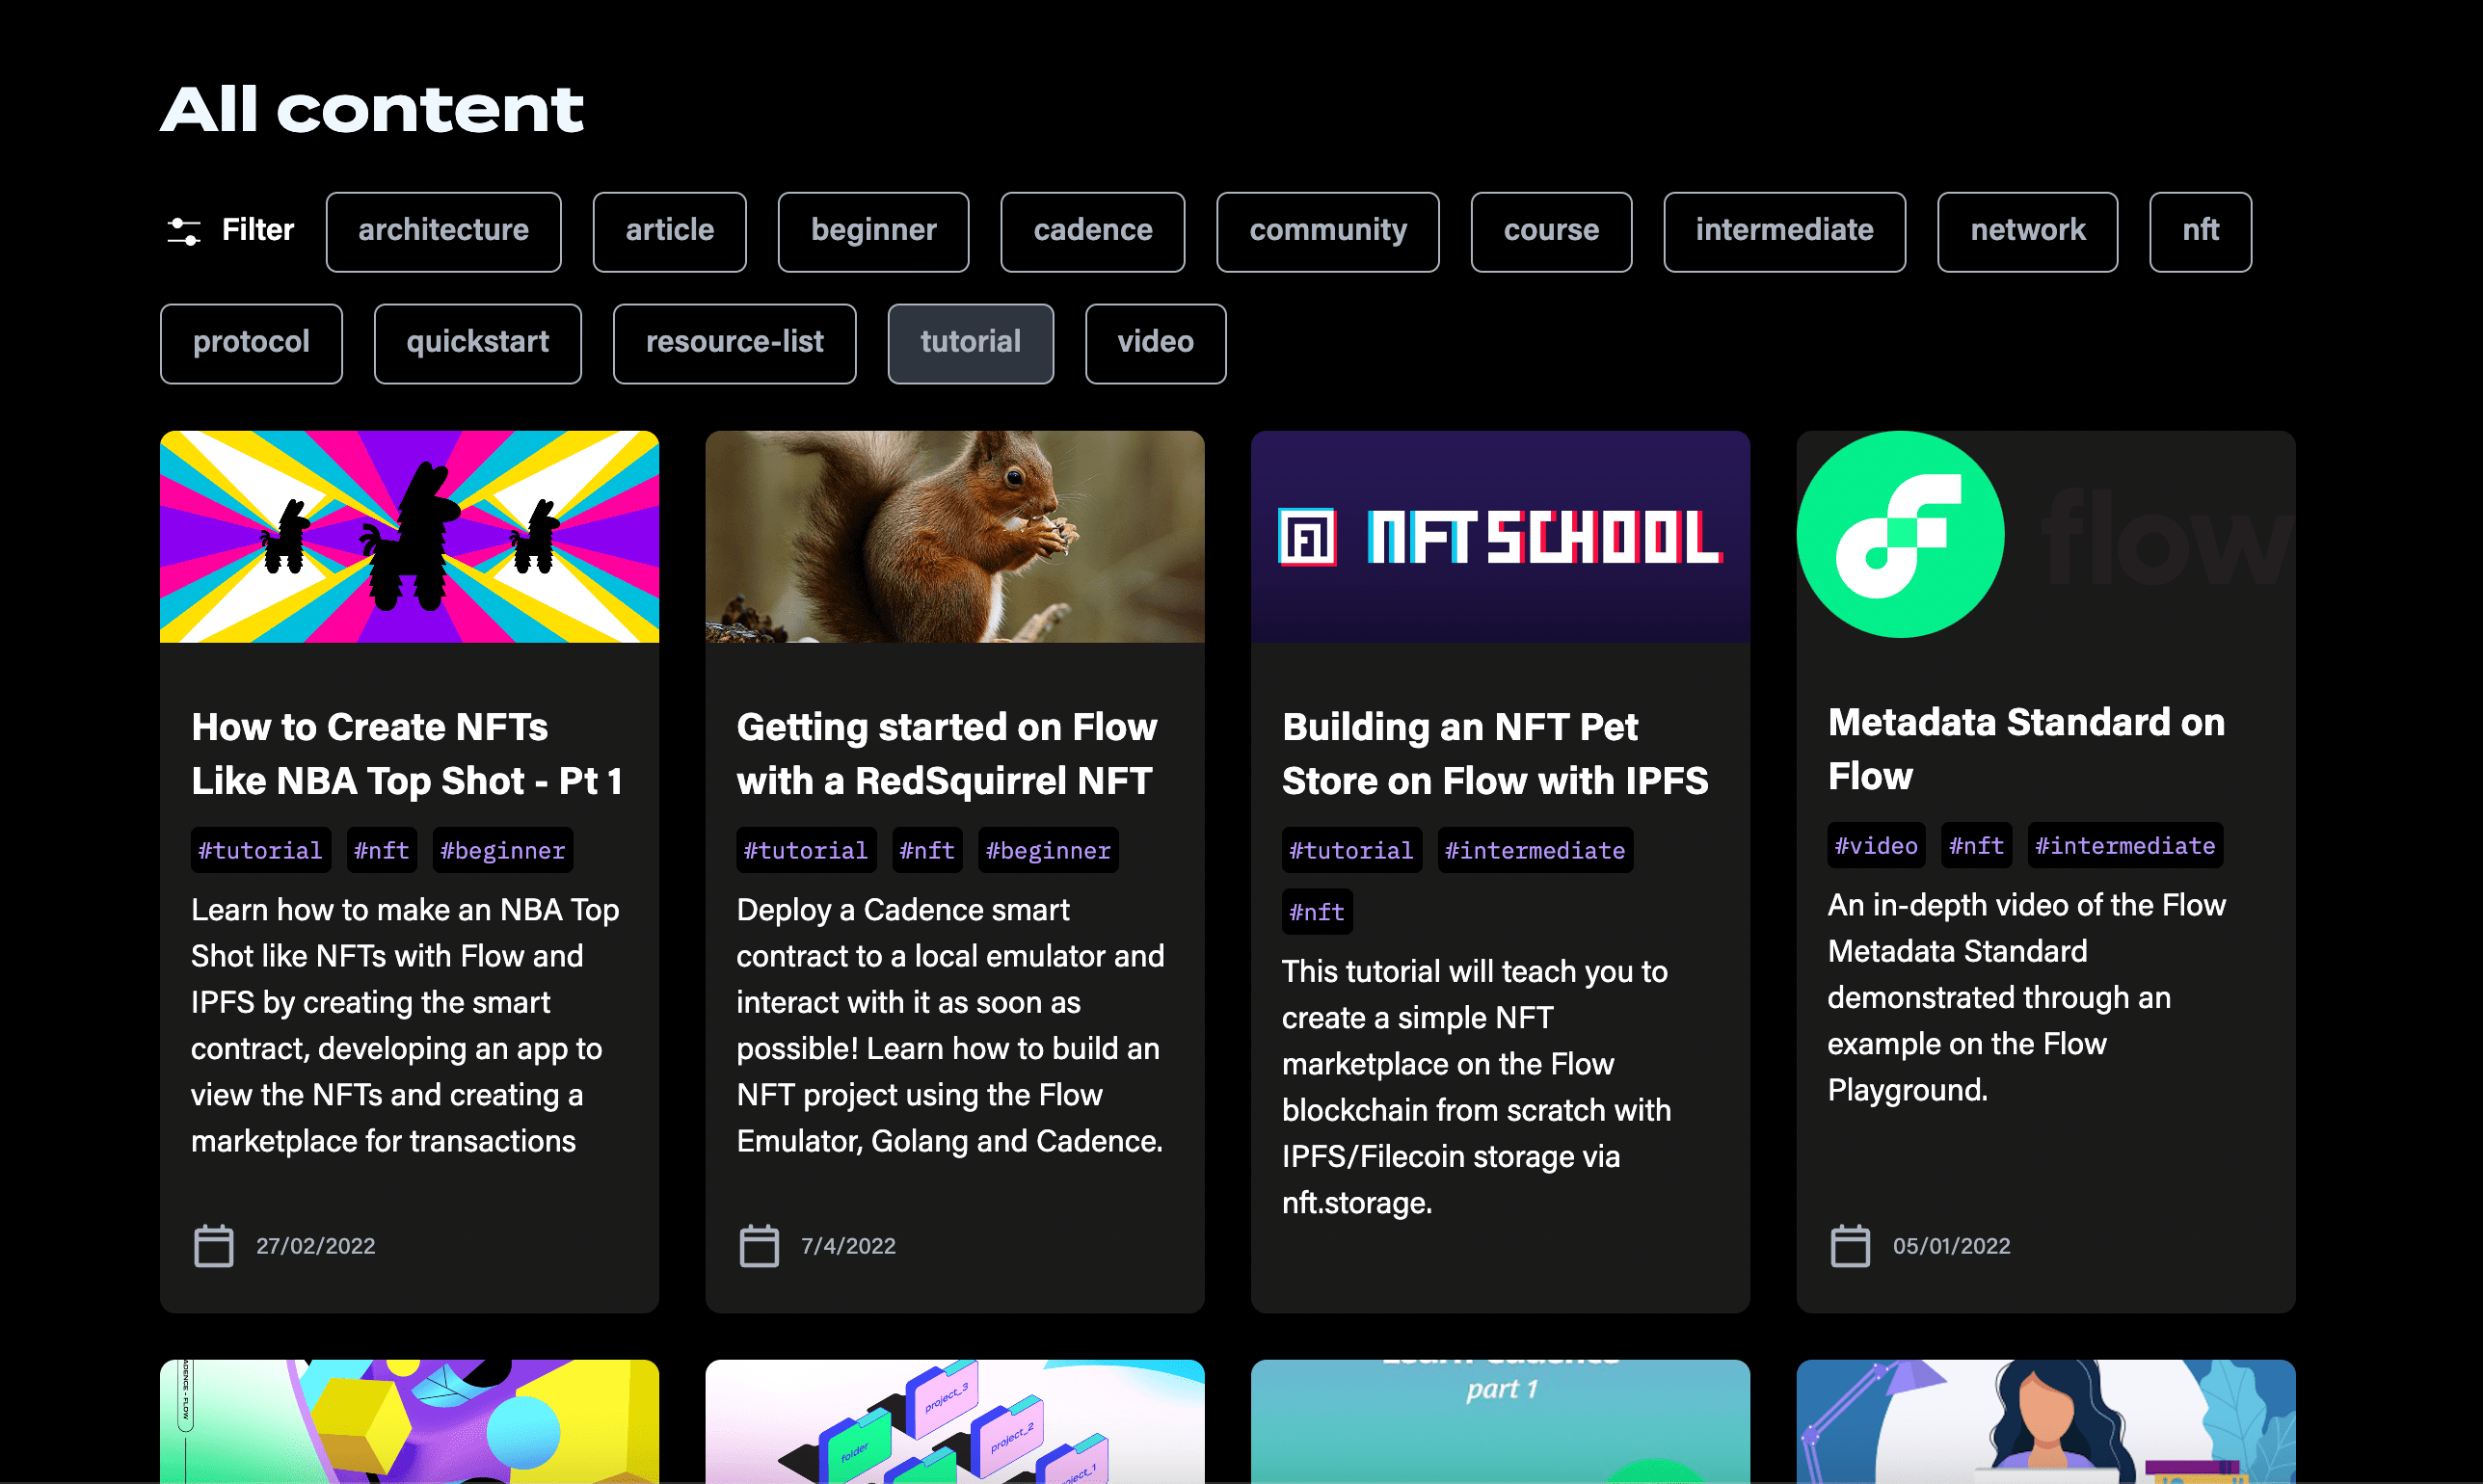 All content
Filter
architecture
article
beginner
cadence
community
course
intermediate
network
nft
protocol
quickstart
resource-list
tutorial
video
How to Create NFTs
Like NBA Top Shot - Pt 1
#tutorial #nft #beginner
Learn how to make an NBA Top
Shot like NFTs with Flow and
IPFS by creating the smart
contract, developing an app to
view the NFTs and creating a
marketplace for transactions
27/02/2022
Getting started on Flow
with a RedSquirrel NFT
#tutorial #nft #beginner
Deploy a Cadence smart
contract to a local emulator and
interact with it as soon as
possible! Learn how to build an
NFT project using the Flow
Emulator, Golang and Cadence.
7/4/2022
NFT SCHOOL
Building an NFT Pet
Store on Flow with IPFS
#tutorial #intermediate
#nft
This tutorial will teach you to
create a simple NFT
marketplace on the Flow
blockchain from scratch with
IPFS/Filecoin storage via
nft.storage.
flow
Metadata Standard on
Flow
#video #nft #intermediate
An in-depth video of the Flow
Metadata Standard
demonstrated through an
example on the Flow
Playground.
05/01/2022
FLOW
project_3
project_2
folder
part 1